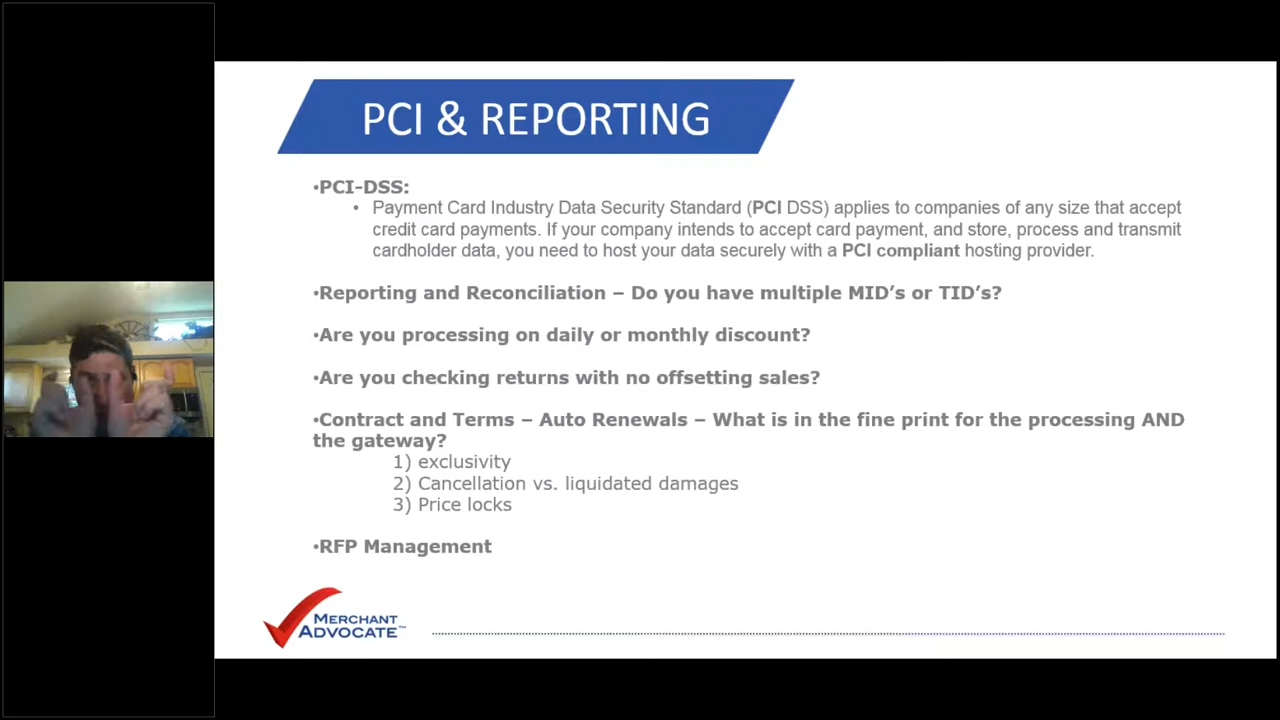 PCI & REPORTING
•PCI-DSS:
• Payment Card Industry Data Security Standard (PCI DSS) applies to companies of any size that accept
credit card payments. If your company intends to accept card payment, and store, process and transmit
cardholder data, you need to host your data securely with a PCI compliant hosting provider.
•Reporting and Reconciliation – Do you have multiple MID’s or TID’s?
•Are you processing on daily or monthly discount?
•Are you checking returns with no offsetting sales?
•Contract and Terms – Auto Renewals – What is in the fine print for the processing AND
the gateway?
1) exclusivity
2) Cancellation vs. liquidated damages
3) Price locks
•RFP Management
MERCHANT
ADVOCATE™